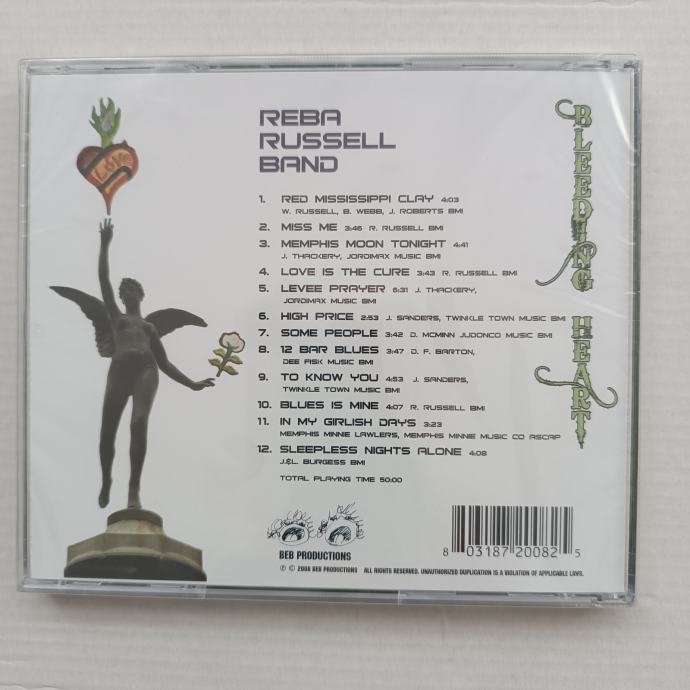 Love
REBA
RUSSELL
BAND
BLEEDING HEART
1. RED MISSISSIPPI CLAY 4:03
W. RUSSELL, B. WEBB, J. ROBERTS BMI
2. MISS ME 3:46 R. RUSSELL BMI
3. MEMPHIS MOON TONIGHT 4:41
J. THACKERY, JORDIMAX MUSIC BMI
4. LOVE IS THE CURE 3:43 R. RUSSELL BMI
5. LEVEE PRAYER 6:31 J. THACKERY,
JORDIMAX MUSIC BMI
6. HIGH PRICE 2:53 J. SANDERS, TWINKLE TOWN MUSIC BMI
7. SOME PEOPLE 3:42 D. MCMINN JUDONCO MUSIC BMI
8. 12 BAR BLUES 3:47 D. F. BARTON,
DEE FISK MUSIC BMI
9. TO KNOW YOU 4:53 J. SANDERS,
TWINKLE TOWN MUSIC BMI
10. BLUES IS MINE 4:07 R. RUSSELL BMI
11. IN MY GIRLISH DAYS 3:23
MEMPHIS MINNIE LAWLERS, MEMPHIS MINNIE MUSIC CO ASCAP
12. SLEEPLESS NIGHTS ALONE 4:08
J.&L. BURGESS BMI
TOTAL PLAYING TIME 50:00
BEB PRODUCTIONS
℗ © 2008 BEB PRODUCTIONS ALL RIGHTS RESERVED. UNAUTHORIZED DUPLICATION IS A VIOLATION OF APPLICABLE LAWS.
8 03187 20082 5